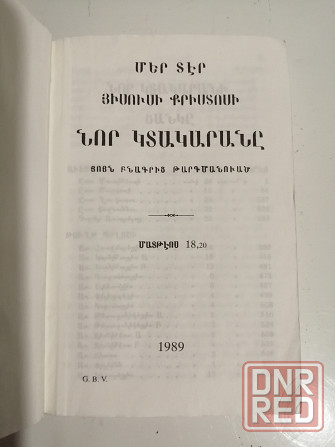 ՄԵՐ ՏԷՐ
ՅԻՍՈՒՍԻ ՔՐԻՍՏՈՍԻ
ՆՈՐ ԿՏԱԿԱՐԱՆԸ
ՅՈՅՆ ԲՆԱԳՐԻՑ ԹԱՐԳՄԱՆՈՒԱԾ
ՄԱՏԹԷՈՍ 18,20
1989
G. B. V.
DNR
RED